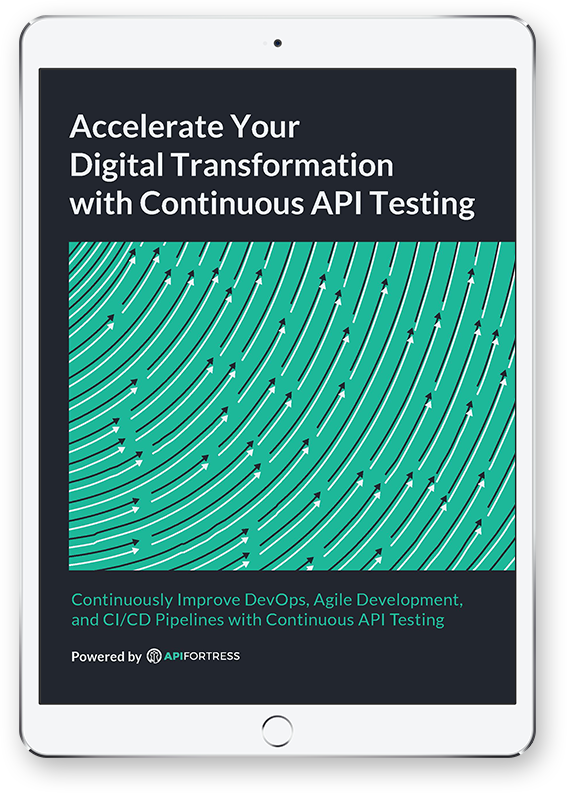 Accelerate Your
Digital Transformation
with Continuous API Testing
Continuously Improve DevOps, Agile Development,
and CI/CD Pipelines with Continuous API Testing
Powered by APIFORTRESS